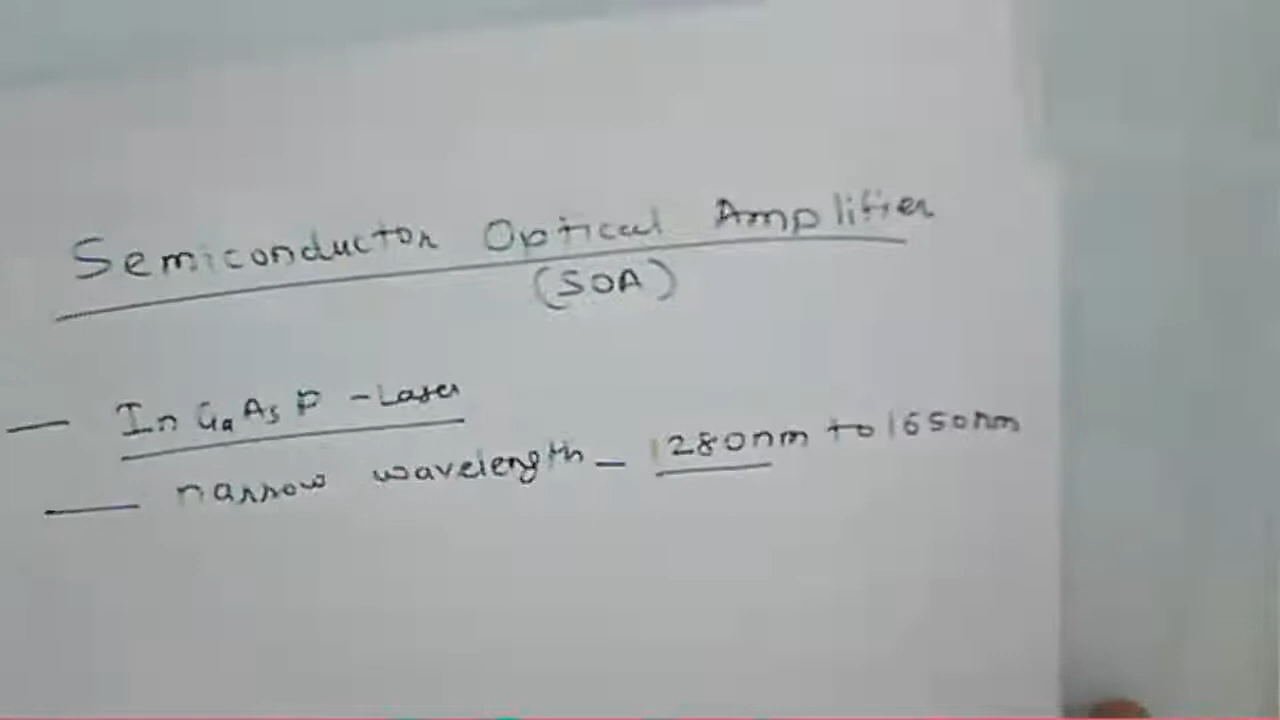 Semiconductor Optical Amplifier
(SOA)
— InGaAsP - Laser
— narrow wavelength – 1280nm to 1650nm